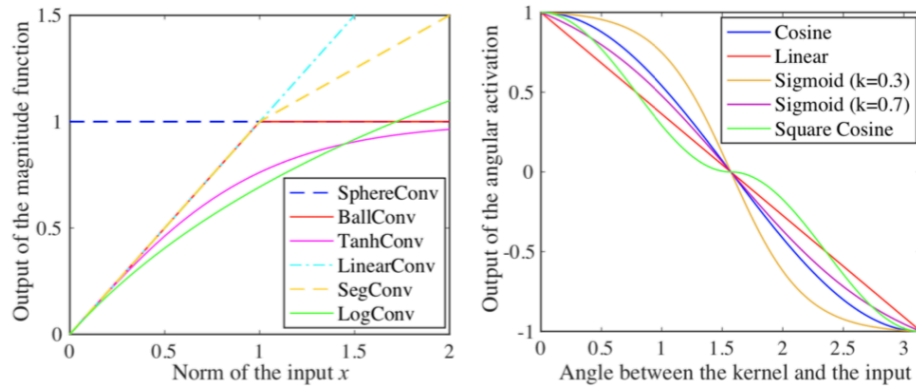 Output of the magnitude function
1.5
1
0.5
0
0
0.5
1
1.5
2
Norm of the input x
SphereConv
BallConv
TanhConv
LinearConv
SegConv
LogConv
Output of the angular activation
1
0.5
0
-0.5
-1
0
0.5
1
1.5
2
2.5
3
Angle between the kernel and the input
Cosine
Linear
Sigmoid (k=0.3)
Sigmoid (k=0.7)
Square Cosine